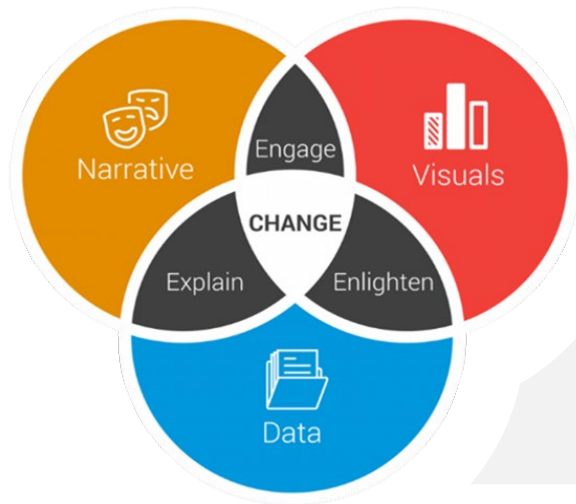 Engage
Narrative
Visuals
CHANGE
Explain
Enlighten
Data